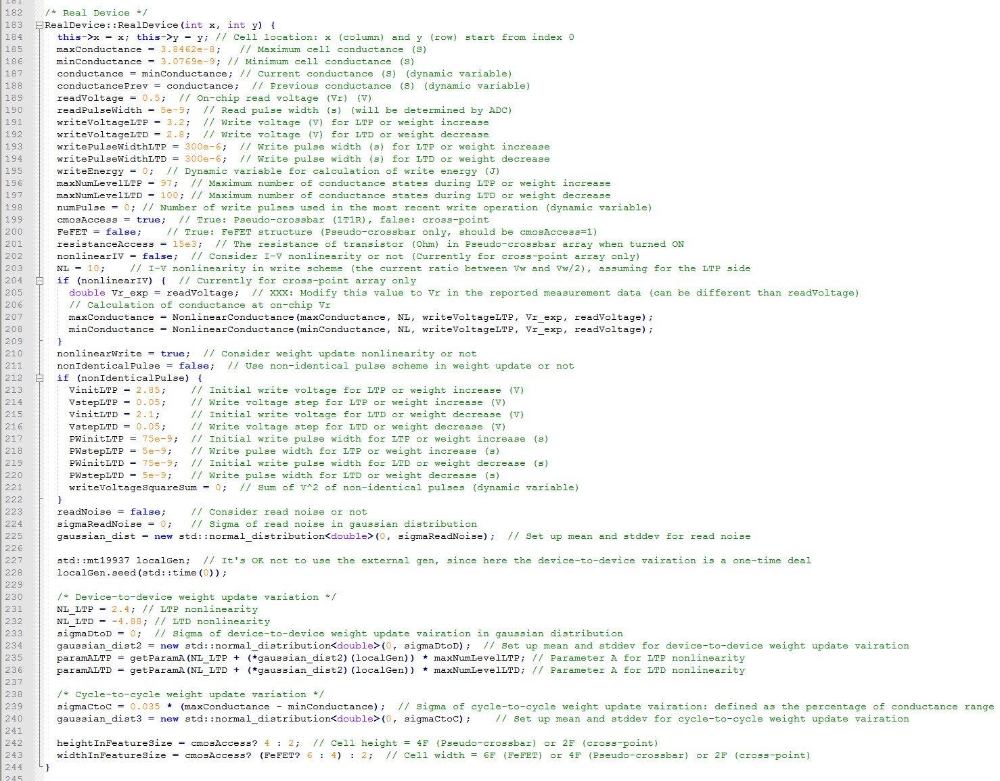 181
182 /* Real Device */
183 RealDevice::RealDevice(int x, int y) {
184 this->x = x; this->y = y; // Cell location: x (column) and y (row) start from index 0
185 maxConductance = 3.8462e-8; // Maximum cell conductance (S)
186 minConductance = 3.0769e-9; // Minimum cell conductance (S)
187 conductance = minConductance; // Current conductance (S) (dynamic variable)
188 conductancePrev = conductance; // Previous conductance (S) (dynamic variable)
189 readVoltage = 0.5; // On-chip read voltage (Vr) (V)
190 readPulseWidth = 5e-9; // Read pulse width (s) (will be determined by ADC)
191 writeVoltageLTP = 3.2; // Write voltage (V) for LTP or weight increase
192 writeVoltageLTD = 2.8; // Write voltage (V) for LTD or weight decrease
193 writePulseWidthLTP = 300e-6; // Write pulse width (s) for LTP or weight increase
194 writePulseWidthLTD = 300e-6; // Write pulse width (s) for LTD or weight decrease
195 writeEnergy = 0; // Dynamic variable for calculation of write energy (J)
196 maxNumLevelLTP = 97; // Maximum number of conductance states during LTP or weight increase
197 maxNumLevelLTD = 100; // Maximum number of conductance states during LTD or weight decrease
198 numPulse = 0; // Number of write pulses used in the most recent write operation (dynamic variable)
199 cmosAccess = true; // True: Pseudo-crossbar (1T1R), false: cross-point
200 FeFET = false; // True: FeFET structure (Pseudo-crossbar only, should be cmosAccess=1)
201 resistanceAccess = 15e3; // The resistance of transistor (Ohm) in Pseudo-crossbar array when turned ON
202 nonlinearIV = false; // Consider I-V nonlinearity or not (Currently for cross-point array only)
203 NL = 10; // I-V nonlinearity in write scheme (the current ratio between Vw and Vw/2), assuming for the LTP side
204 if (nonlinearIV) { // Currently for cross-point array only
205 double Vr_exp = readVoltage; // XXX: Modify this value to Vr in the reported measurement data (can be different than readVoltage)
206 // Calculation of conductance at on-chip Vr
207 maxConductance = NonlinearConductance(maxConductance, NL, writeVoltageLTP, Vr_exp, readVoltage);
208 minConductance = NonlinearConductance(minConductance, NL, writeVoltageLTP, Vr_exp, readVoltage);
209 }
210 nonlinearWrite = true; // Consider weight update nonlinearity or not
211 nonIdenticalPulse = false; // Use non-identical pulse scheme in weight update or not
212 if (nonIdenticalPulse) {
213 VinitLTP = 2.85; // Initial write voltage for LTP or weight increase (V)
214 VstepLTP = 0.05; // Write voltage step for LTP or weight increase (V)
215 VinitLTD = 2.1; // Initial write voltage for LTD or weight decrease (V)
216 VstepLTD = 0.05; // Write voltage step for LTD or weight decrease (V)
217 PWinitLTP = 75e-9; // Initial write pulse width for LTP or weight increase (s)
218 PWstepLTP = 5e-9; // Write pulse width for LTP or weight increase (s)
219 PWinitLTD = 75e-9; // Initial write pulse width for LTD or weight decrease (s)
220 PWstepLTD = 5e-9; // Write pulse width for LTD or weight decrease (s)
221 writeVoltageSquareSum = 0; // Sum of V^2 of non-identical pulses (dynamic variable)
222 }
223 readNoise = false; // Consider read noise or not
224 sigmaReadNoise = 0; // Sigma of read noise in gaussian distribution
225 gaussian_dist = new std::normal_distribution<double>(0, sigmaReadNoise); // Set up mean and stddev for read noise
226
227 std::mt19937 localGen; // It's OK not to use the external gen, since here the device-to-device vairation is a one-time deal
228 localGen.seed(std::time(0));
229
230 /* Device-to-device weight update variation */
231 NL_LTP = 2.4; // LTP nonlinearity
232 NL_LTD = -4.88; // LTD nonlinearity
233 sigmaDtoD = 0; // Sigma of device-to-device weight update vairation in gaussian distribution
234 gaussian_dist2 = new std::normal_distribution<double>(0, sigmaDtoD); // Set up mean and stddev for device-to-device weight update vairation
235 paramALTP = getParamA(NL_LTP + (*gaussian_dist2)(localGen)) * maxNumLevelLTP; // Parameter A for LTP nonlinearity
236 paramALTD = getParamA(NL_LTD + (*gaussian_dist2)(localGen)) * maxNumLevelLTD; // Parameter A for LTD nonlinearity
237
238 /* Cycle-to-cycle weight update variation */
239 sigmaCtoC = 0.035 * (maxConductance - minConductance); // Sigma of cycle-to-cycle weight update vairation: defined as the percentage of conductance range
240 gaussian_dist3 = new std::normal_distribution<double>(0, sigmaCtoC); // Set up mean and stddev for cycle-to-cycle weight update vairation
241
242 heightInFeatureSize = cmosAccess? 4 : 2; // Cell height = 4F (Pseudo-crossbar) or 2F (cross-point)
243 widthInFeatureSize = cmosAccess? (FeFET? 6 : 4) : 2; // Cell width = 6F (FeFET) or 4F (Pseudo-crossbar) or 2F (cross-point)
244 }
245